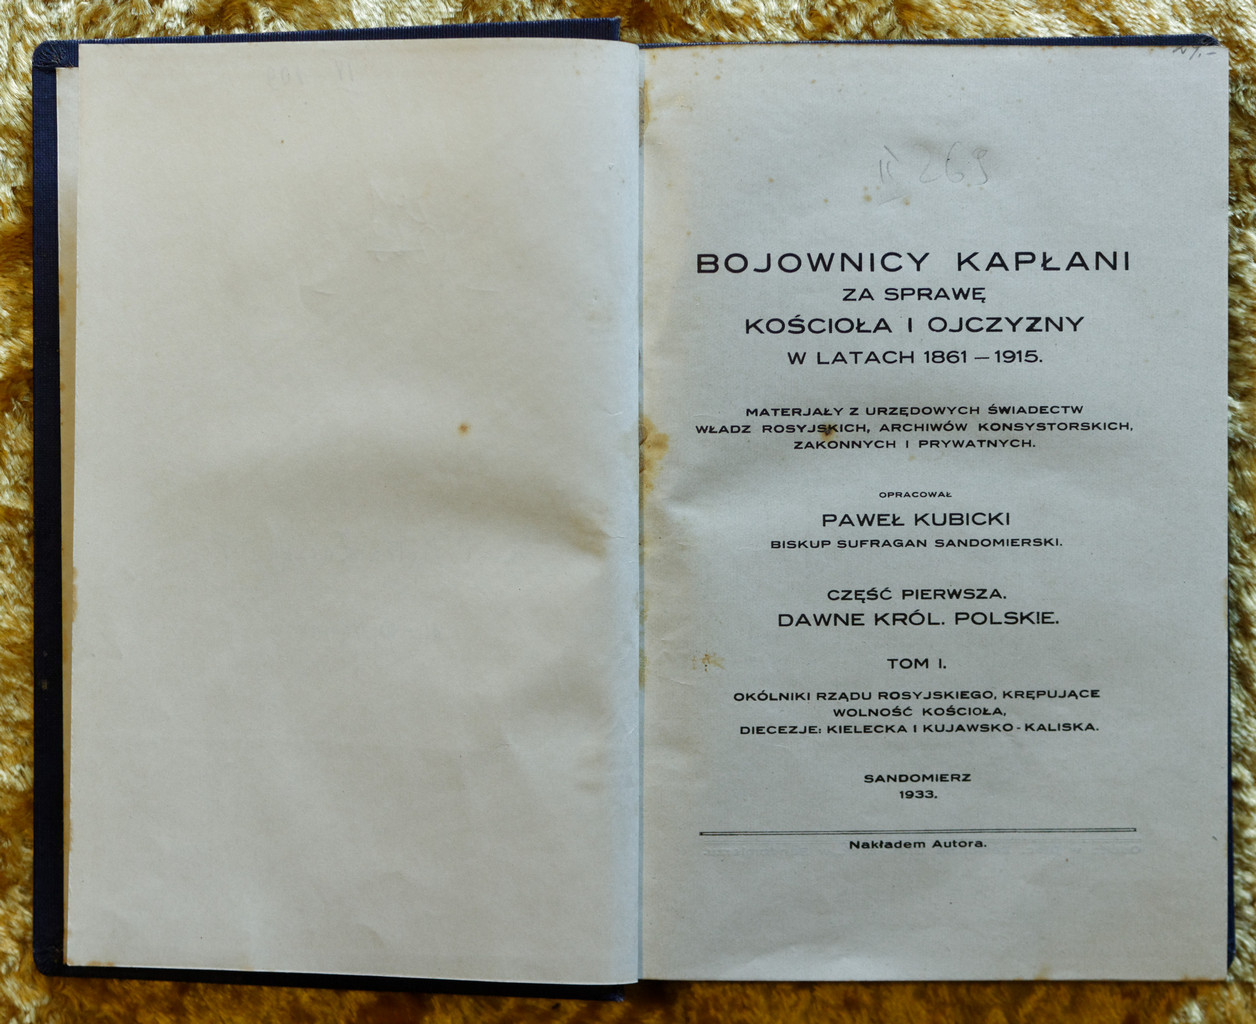 269
BOJOWNICY KAPŁANI
ZA SPRAWĘ
KOŚCIOŁA I OJCZYZNY
W LATACH 1861 — 1915.
MATERJAŁY Z URZĘDOWYCH ŚWIADECTW
WŁADZ ROSYJSKICH, ARCHIWÓW KONSYSTORSKICH,
ZAKONNYCH I PRYWATNYCH.
OPRACOWAŁ
PAWEŁ KUBICKI
BISKUP SUFRAGAN SANDOMIERSKI.
CZĘŚĆ PIERWSZA.
DAWNE KRÓL. POLSKIE.
TOM I.
OKÓLNIKI RZĄDU ROSYJSKIEGO, KRĘPUJĄCE
WOLNOŚĆ KOŚCIOŁA,
DIECEZJE: KIELECKA I KUJAWSKO - KALISKA.
SANDOMIERZ
1933.
Nakładem Autora.